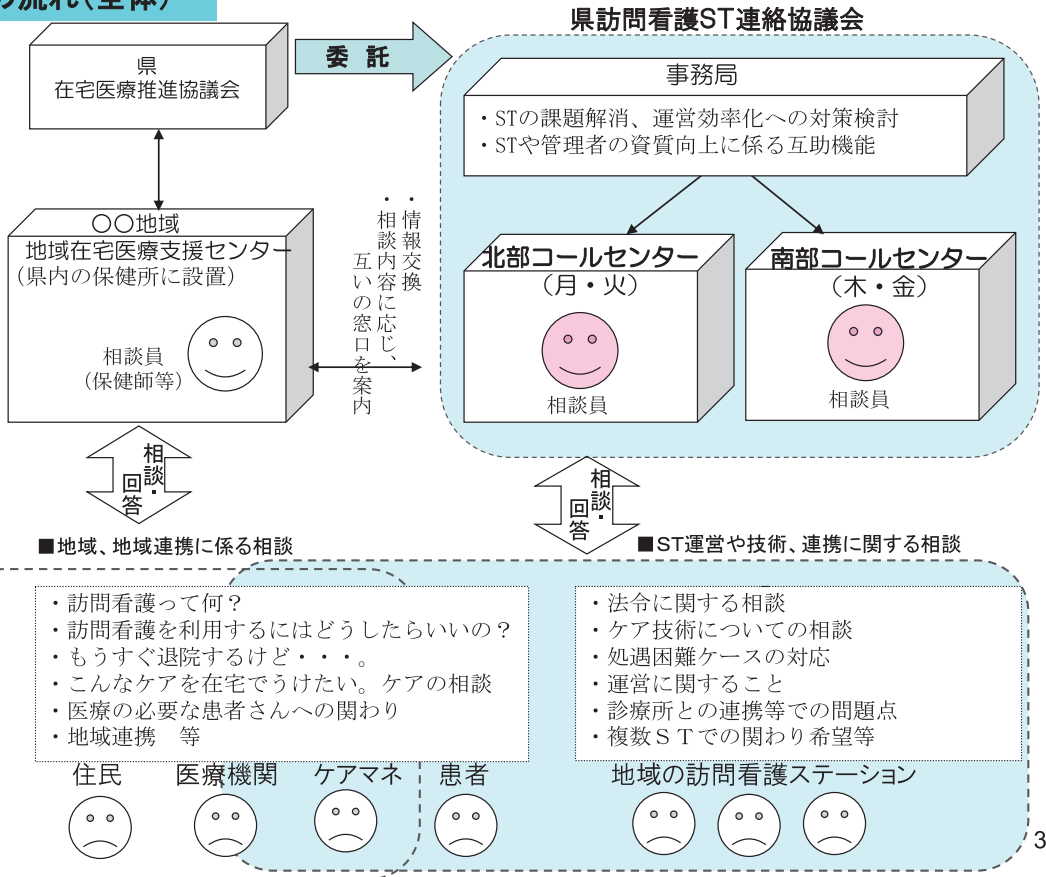 の流れ(全体)
県訪問看護ST連絡協議会
県
在宅医療推進協議会
委 託
事務局
・STの課題解消、運営効率化への対策検討
・STや管理者の資質向上に係る互助機能
〇〇地域
地域在宅医療支援センター
(県内の保健所に設置)
相談員
(保健師等)
・情報交換
・相談内容に応じ、
互いの窓口を案内
北部コールセンター
(月・火)
相談員
南部コールセンター
(木・金)
相談員
相談・
回答
相談・
回答
■地域、地域連携に係る相談
■ST運営や技術、連携に関する相談
・訪問看護って何？
・訪問看護を利用するにはどうしたらいいの？
・もうすぐ退院するけど・・・。
・こんなケアを在宅でうけたい。ケアの相談
・医療の必要な患者さんへの関わり
・地域連携　等
・法令に関する相談
・ケア技術についての相談
・処遇困難ケースの対応
・運営に関すること
・診療所との連携等での問題点
・複数ＳＴでの関わり希望等
住民
医療機関
ケアマネ
患者
地域の訪問看護ステーション
3